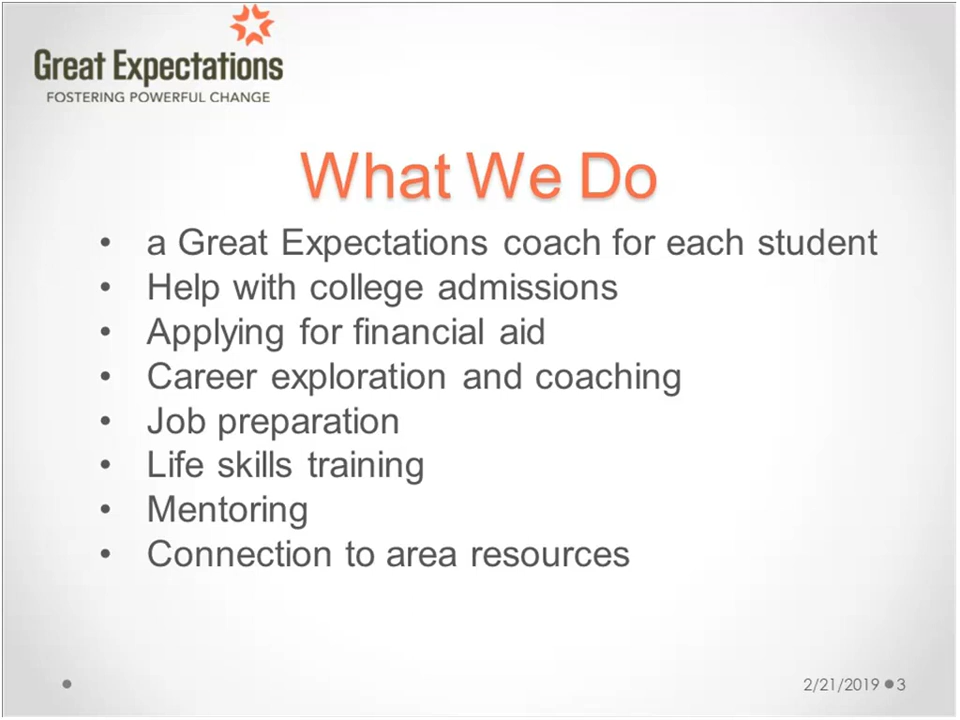 Great Expectations
FOSTERING POWERFUL CHANGE
What We Do
• a Great Expectations coach for each student
• Help with college admissions
• Applying for financial aid
• Career exploration and coaching
• Job preparation
• Life skills training
• Mentoring
• Connection to area resources
2/21/2019 • 3